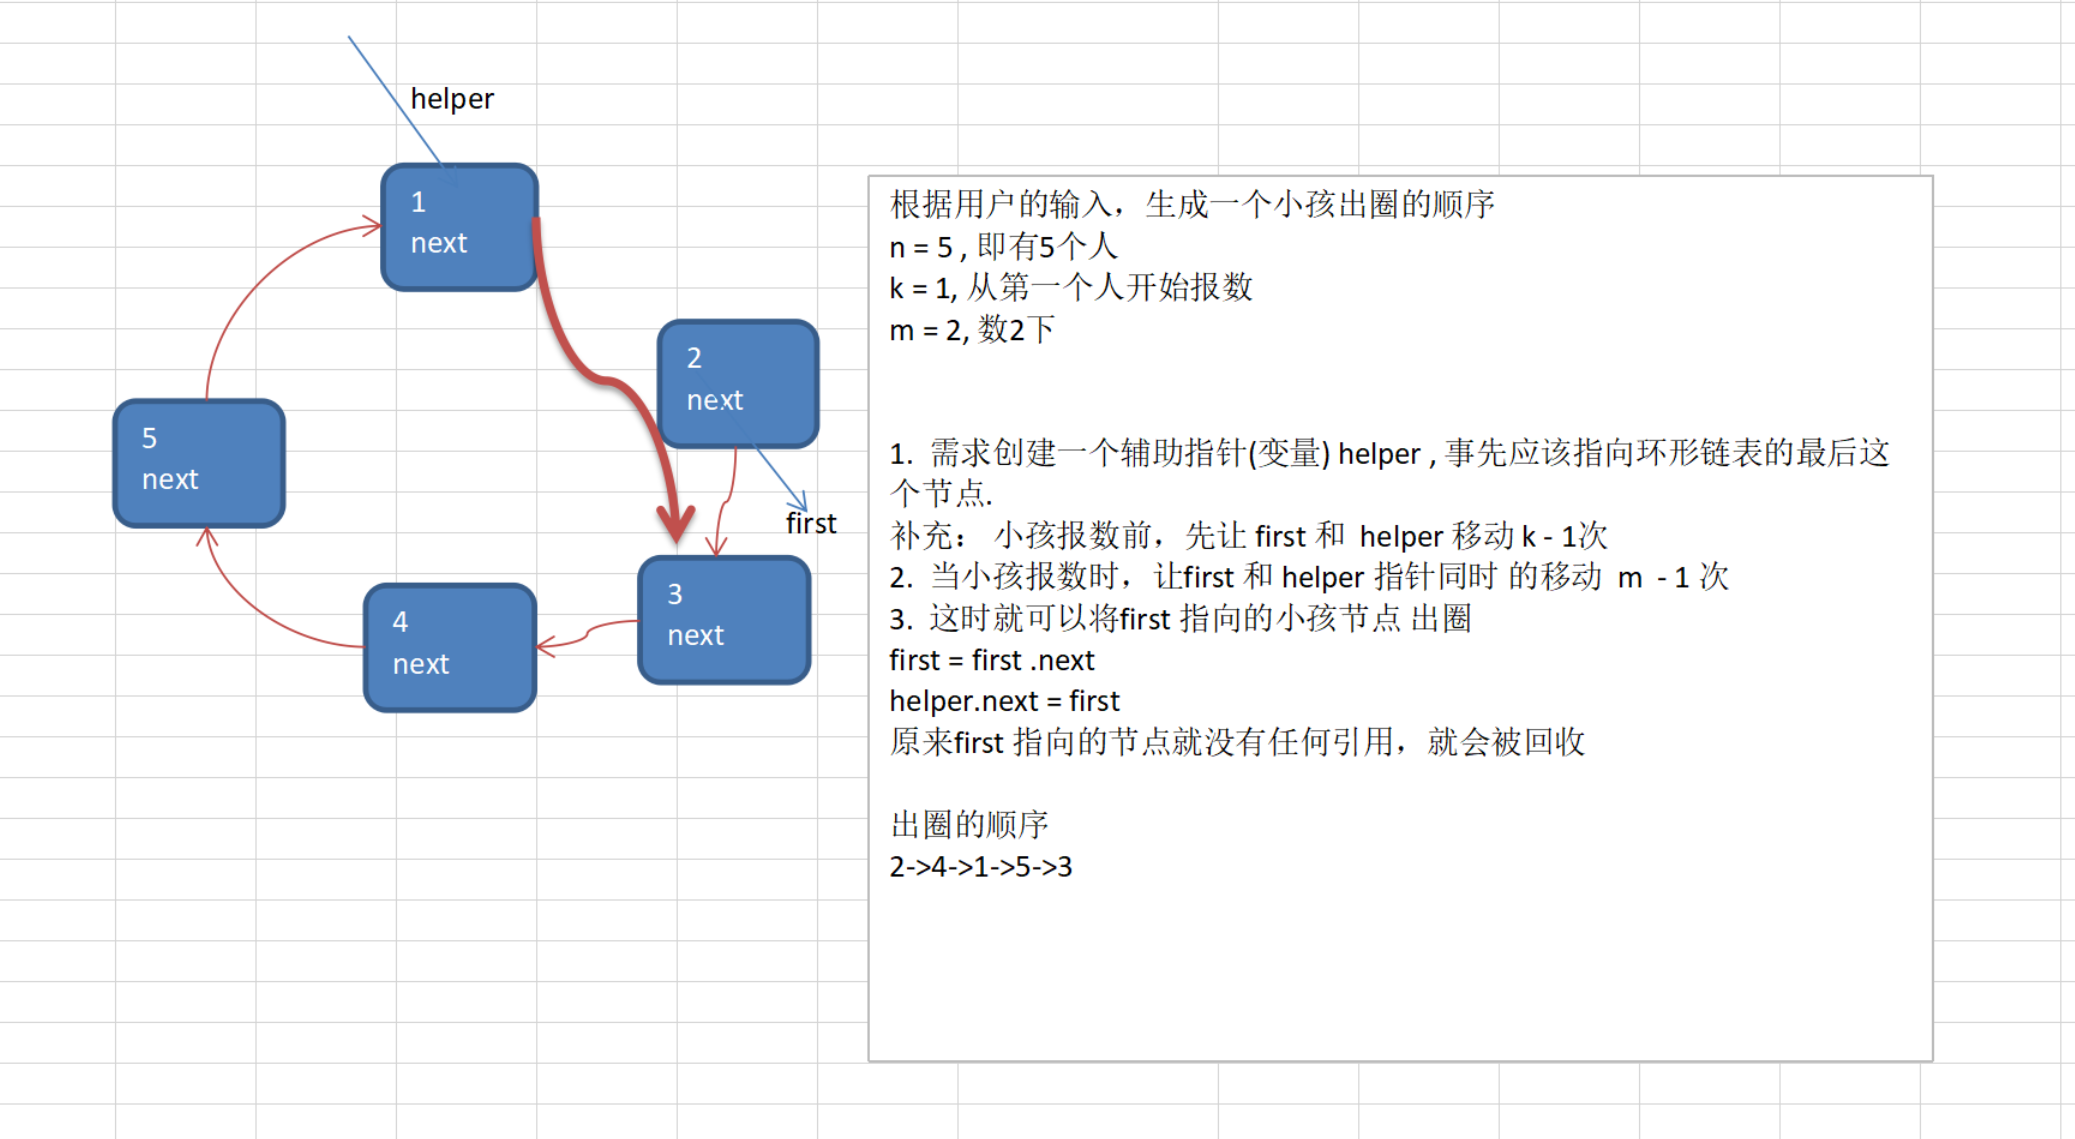 helper
1
next
2
next
first
3
next
4
next
5
next
根据用户的输入，生成一个小孩出圈的顺序
n = 5 , 即有5个人
k = 1, 从第一个人开始报数
m = 2, 数2下
1. 需求创建一个辅助指针(变量) helper , 事先应该指向环形链表的最后这
个节点.
补充： 小孩报数前，先让 first 和 helper 移动 k - 1次
2. 当小孩报数时，让first 和 helper 指针同时 的移动 m - 1 次
3. 这时就可以将first 指向的小孩节点 出圈
first = first .next
helper.next = first
原来first 指向的节点就没有任何引用，就会被回收
出圈的顺序
2->4->1->5->3